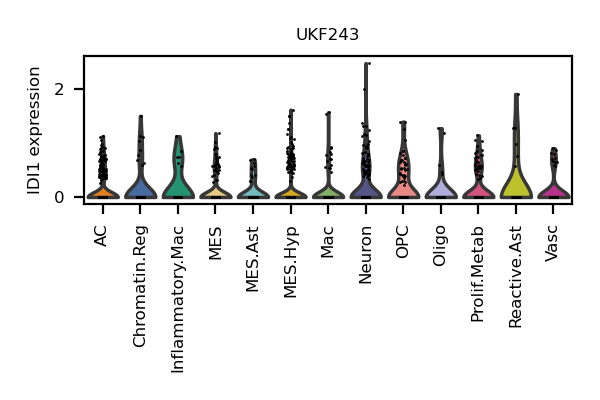 UKF243
IDI1 expression
2
0
AC
Chromatin.Reg
Inflammatory.Mac
MES
MES.Ast
MES.Hyp
Mac
Neuron
OPC
Oligo
Prolif.Metab
Reactive.Ast
Vasc